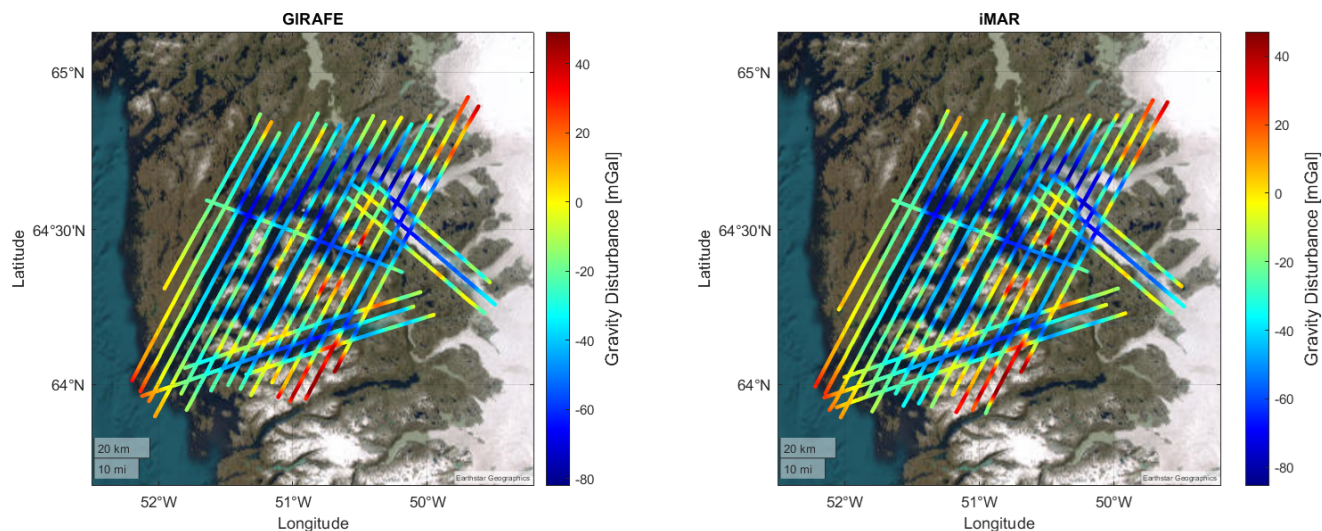 GIRAFE
65°N
64°30'N
64°N
Latitude
52°W
51°W
50°W
Longitude
20 km
10 mi
Earthstar Geographics
40
20
0
-20
-40
-60
-80
Gravity Disturbance [mGal]
iMAR
65°N
64°30'N
64°N
Latitude
52°W
51°W
50°W
Longitude
20 km
10 mi
Earthstar Geographics
40
20
0
-20
-40
-60
-80
Gravity Disturbance [mGal]